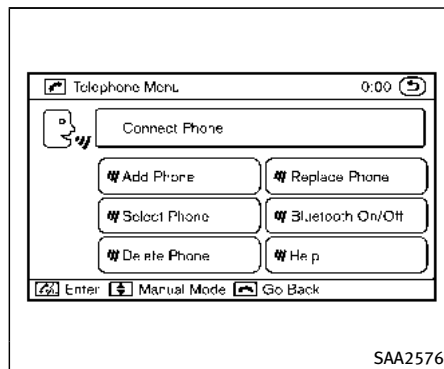 Telephone Menu 0:00
Connect Phone
Add Phone Replace Phone
Select Phone Bluetooth On/Off
Delete Phone Help
Enter Manual Mode Go Back
SAA2576